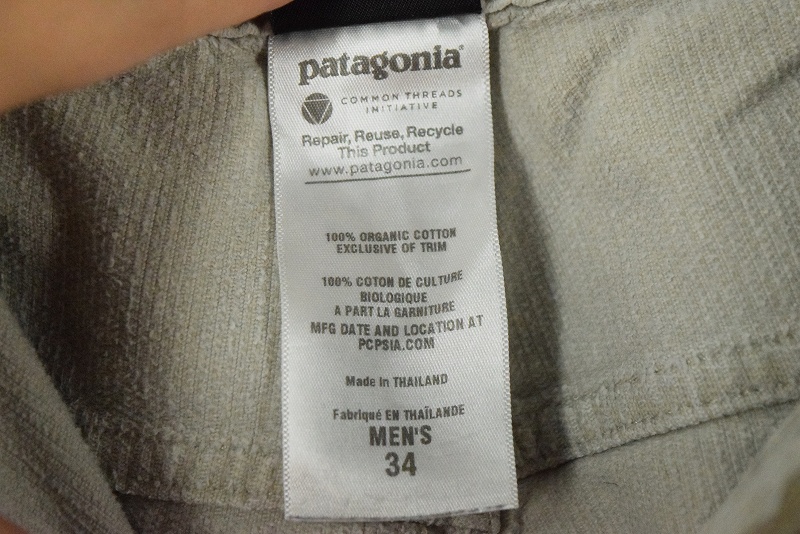 patagonia®
COMMON THREADS
INITIATIVE
Repair, Reuse, Recycle
This Product
www.patagonia.com
100% ORGANIC COTTON
EXCLUSIVE OF TRIM
100% COTON DE CULTURE
BIOLOGIQUE
A PART LA GARNITURE
MFG DATE AND LOCATION AT
PCPSIA.COM
Made in THAILAND
Fabriqué EN THAÏLANDE
MEN'S
34